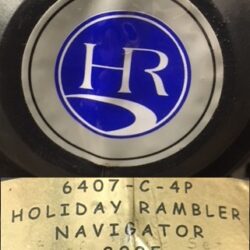 HR
6407-C-4P
HOLIDAY RAMBLER
NAVIGATOR